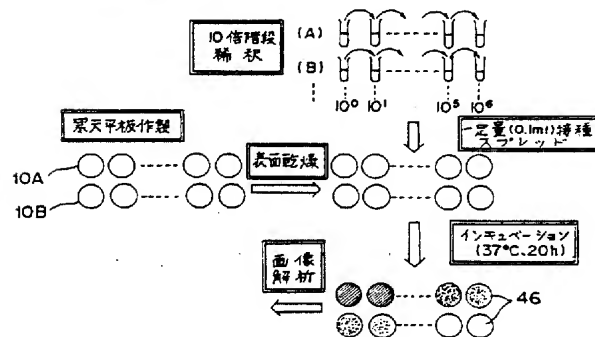 10倍階段
稀釈
(A)
(B)
10⁰ 10¹ 10⁵ 10⁶
寒天平板作製
一定量(0.1ml)接種
スプレッド
表面乾燥
10A
10B
インキュベーション
(37°C、20h)
画像
解析
46